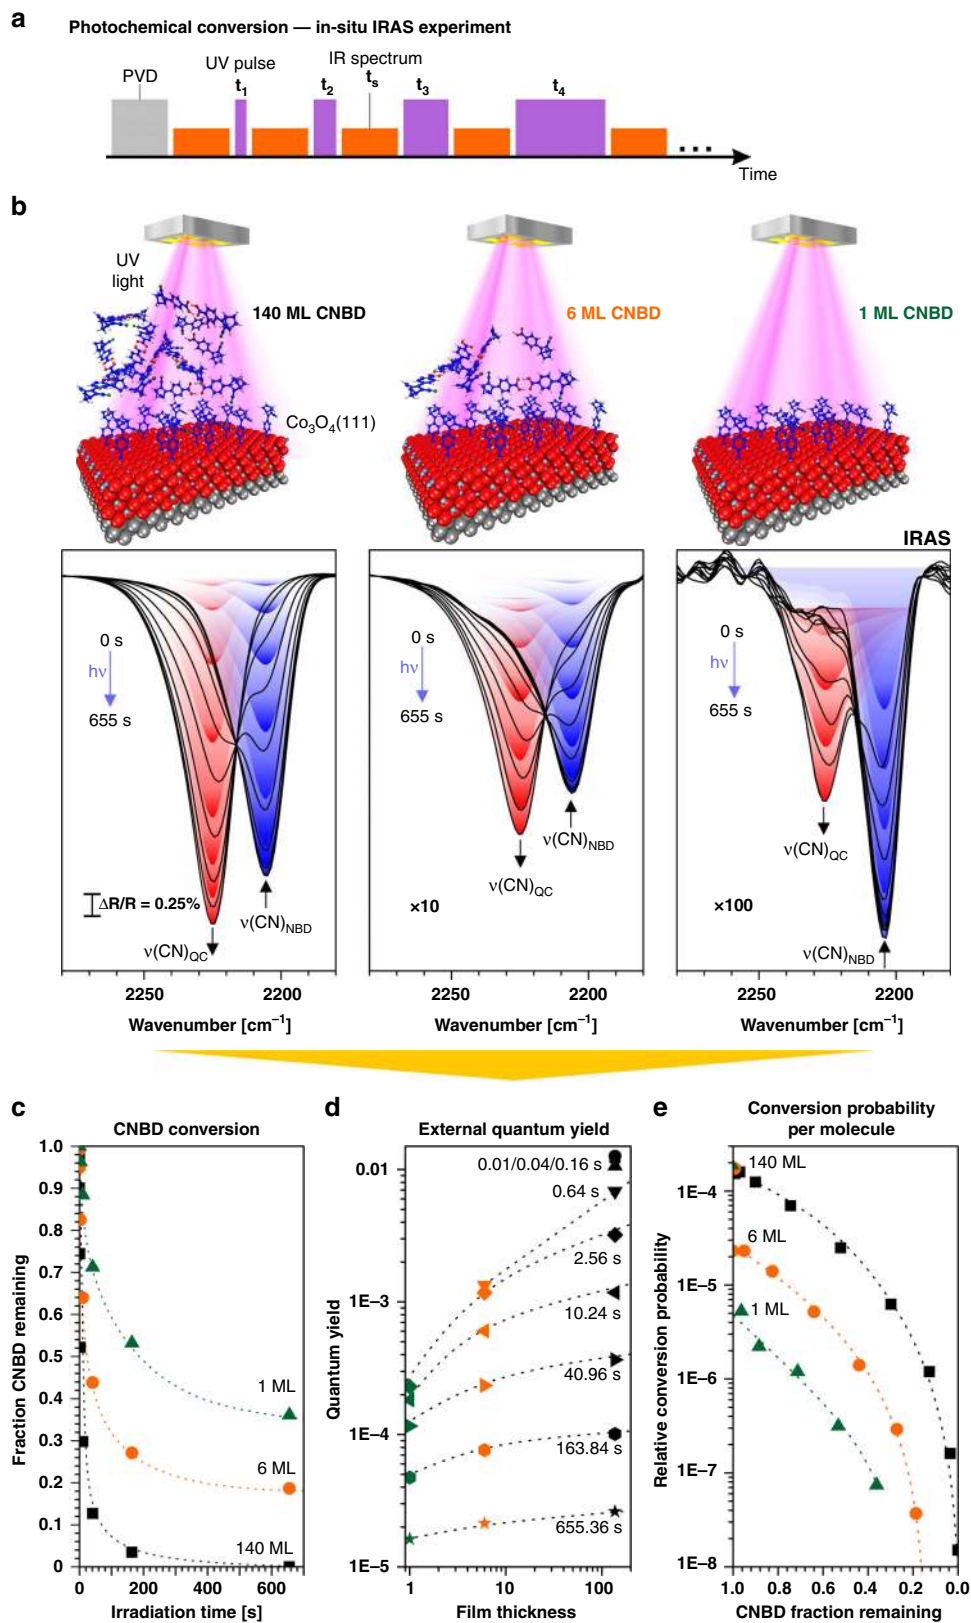 a
Photochemical conversion — in-situ IRAS experiment
PVD
UV pulse
IR spectrum
t1
t2
ts
t3
t4
...
Time
b
UV
light
140 ML CNBD
6 ML CNBD
1 ML CNBD
Co3O4(111)
IRAS
0 s
hν
655 s
ΔR/R = 0.25%
ν(CN)QC
ν(CN)NBD
2250
2200
Wavenumber [cm–1]
0 s
hν
655 s
ν(CN)NBD
ν(CN)QC
×10
2250
2200
Wavenumber [cm–1]
0 s
hν
655 s
ν(CN)QC
×100
ν(CN)NBD
2250
2200
Wavenumber [cm–1]
c
CNBD conversion
Fraction CNBD remaining
1.0
0.9
0.8
0.7
0.6
0.5
0.4
0.3
0.2
0.1
0
1 ML
6 ML
140 ML
0
200
400
600
Irradiation time [s]
d
External quantum yield
Quantum yield
0.01
1E–3
1E–4
1E–5
0.01/0.04/0.16 s
0.64 s
2.56 s
10.24 s
40.96 s
163.84 s
655.36 s
1
10
100
Film thickness
e
Conversion probability
per molecule
Relative conversion probability
1E–4
1E–5
1E–6
1E–7
1E–8
140 ML
6 ML
1 ML
1.0
0.8
0.6
0.4
0.2
0.0
CNBD fraction remaining